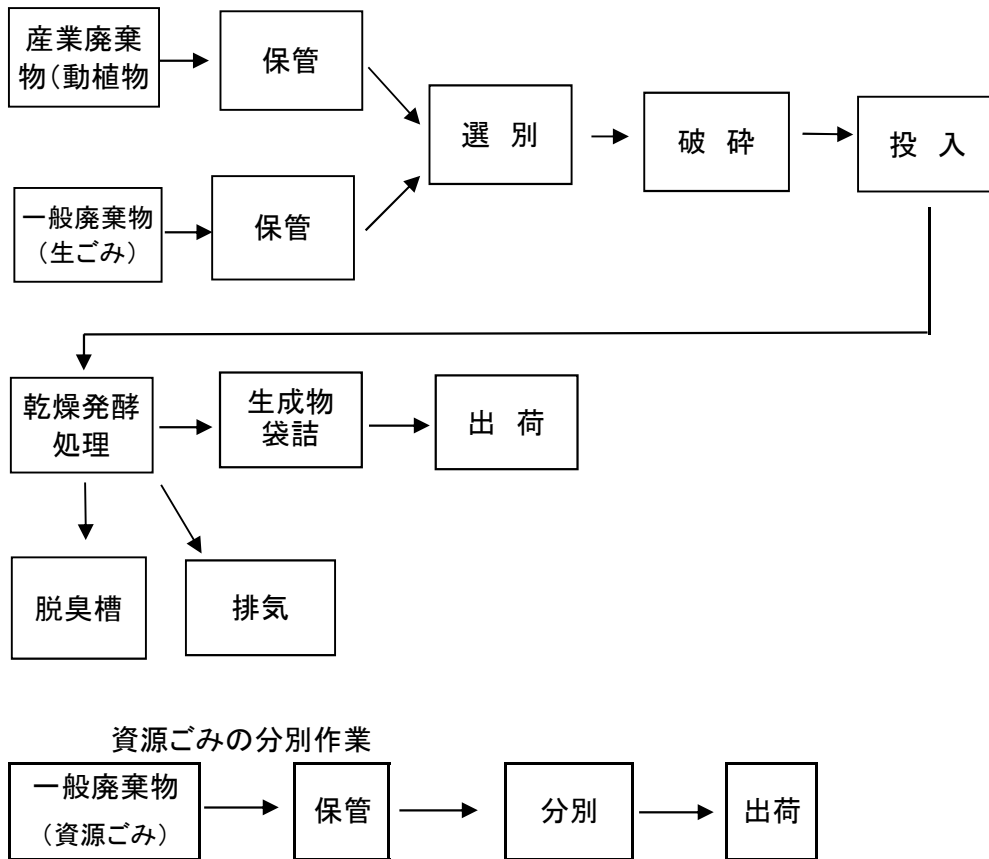 産業廃棄
物(動植物
保管
選 別
破 砕
投 入
一般廃棄物
(生ごみ)
保管
乾燥発酵
処理
生成物
袋詰
出 荷
脱臭槽
排気
資源ごみの分別作業
一般廃棄物
(資源ごみ)
保管
分別
出荷